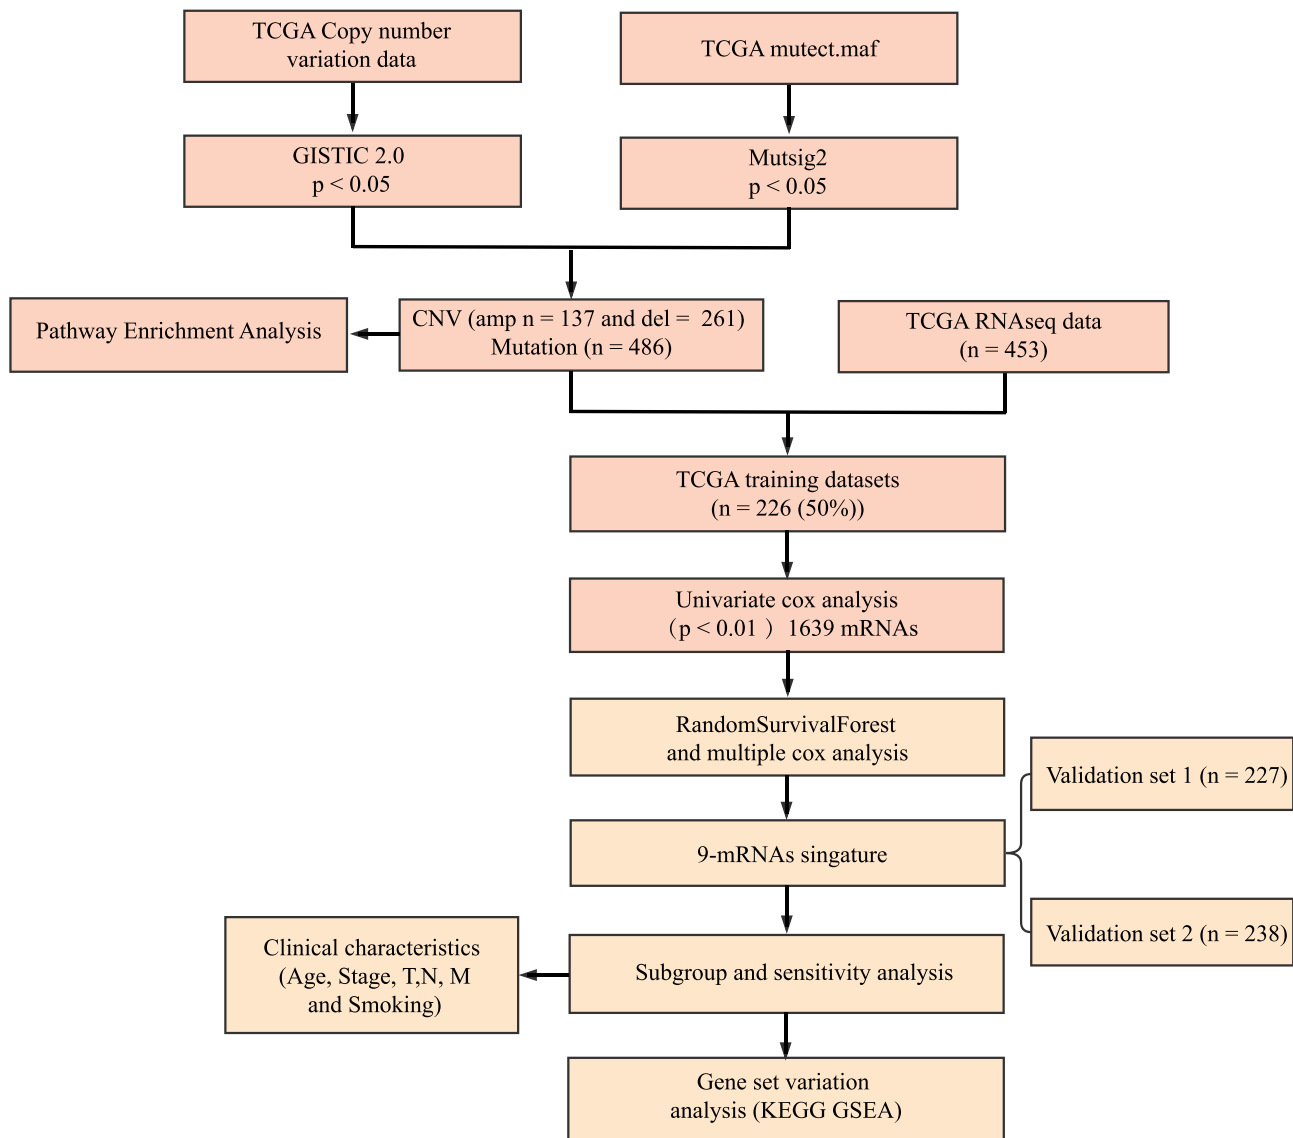 TCGA Copy number
variation data
TCGA mutect.maf
GISTIC 2.0
p < 0.05
Mutsig2
p < 0.05
Pathway Enrichment Analysis
CNV (amp n = 137 and del = 261)
Mutation (n = 486)
TCGA RNAseq data
(n = 453)
TCGA training datasets
(n = 226 (50%))
Univariate cox analysis
（p < 0.01 ）1639 mRNAs
RandomSurvivalForest
and multiple cox analysis
Validation set 1 (n = 227)
9-mRNAs singature
Validation set 2 (n = 238)
Clinical characteristics
(Age, Stage, T,N, M
and Smoking)
Subgroup and sensitivity analysis
Gene set variation
analysis (KEGG GSEA)